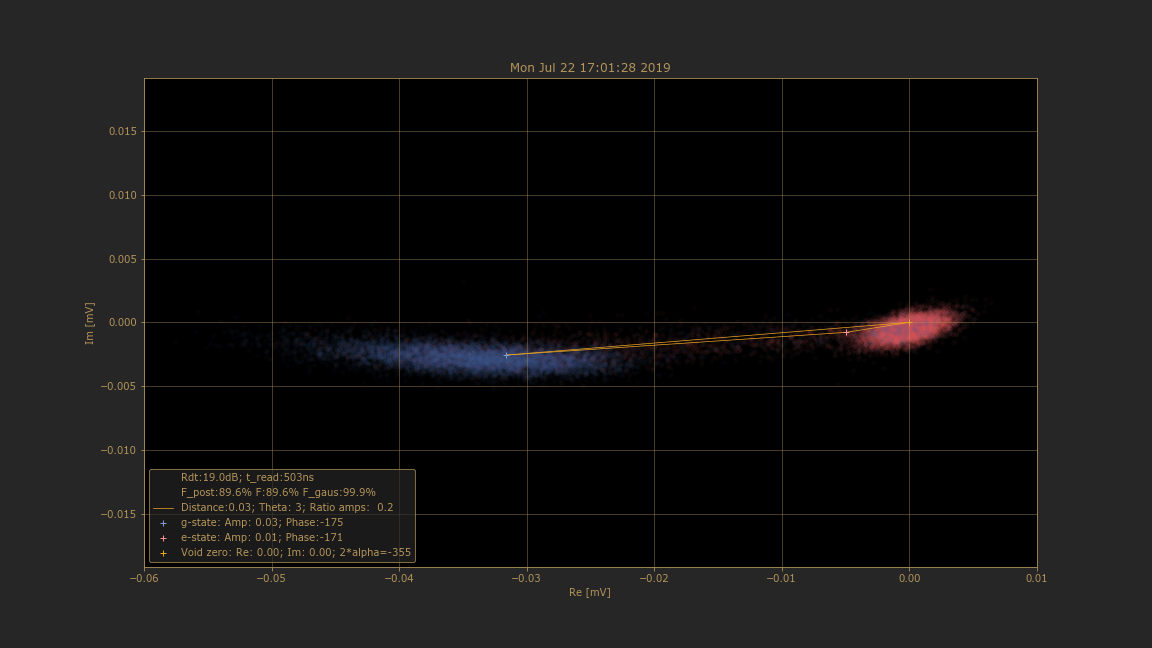 Mon Jul 22 17:01:28 2019
0.015
0.010
0.005
0.000
−0.005
−0.010
−0.015
Im [mV]
Rdt:19.0dB; t_read:503ns
F_post:89.6% F:89.6% F_gaus:99.9%
Distance:0.03; Theta: 3; Ratio amps:  0.2
g-state: Amp: 0.03; Phase:-175
e-state: Amp: 0.01; Phase:-171
Void zero: Re: 0.00; Im: 0.00; 2*alpha=-355
−0.06 −0.05 −0.04 −0.03 −0.02 −0.01 0.00 0.01
Re [mV]